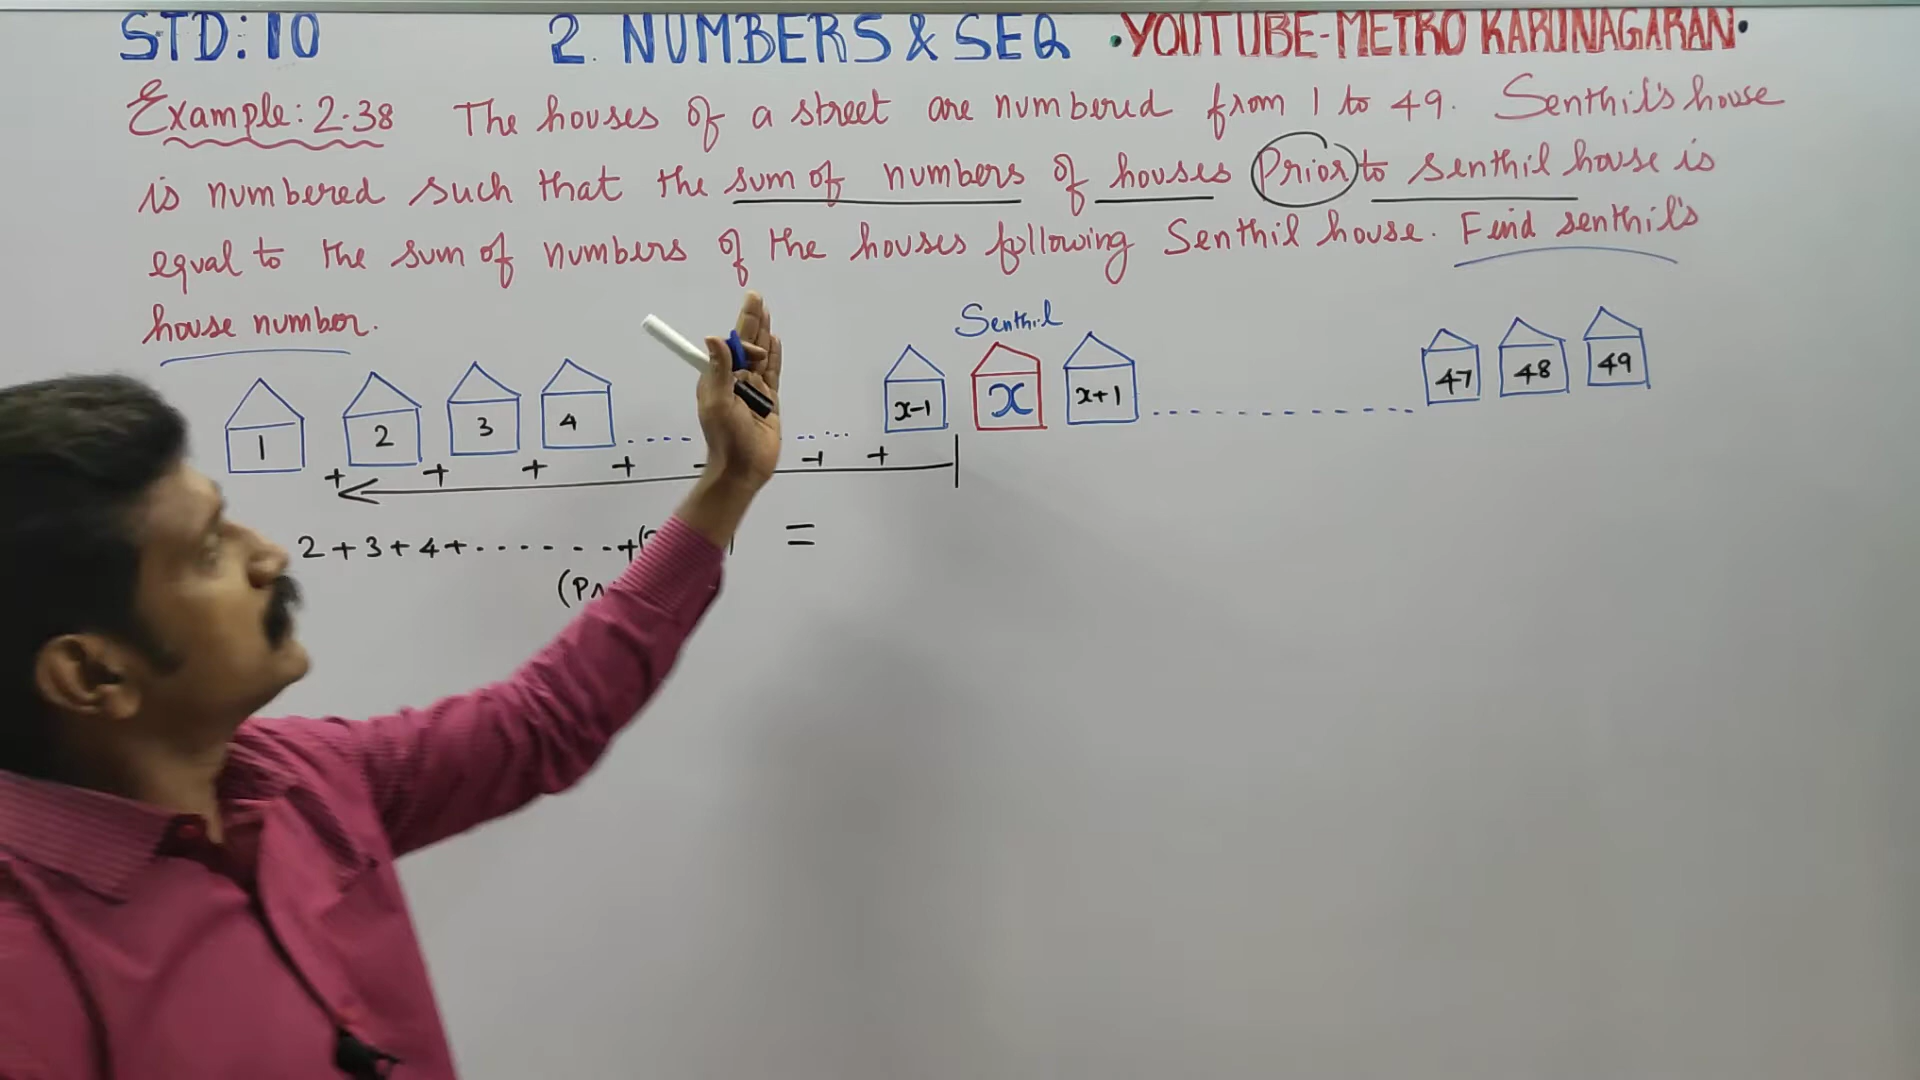 STD: 10 2. NUMBERS & SEQ •YOUTUBE-METRO KARUNAGARAN•
Example: 2.38 The houses of a street are numbered from 1 to 49. Senthil's house
is numbered such that the sum of numbers of houses Prior to senthil house is
equal to the sum of numbers of the houses following Senthil house. Find senthil's
house number.
Senthil
1 2 3 4 ..... ..... x-1 x x+1 ............ 47 48 49
+ + + + + +
2 + 3 + 4 + ....... + =